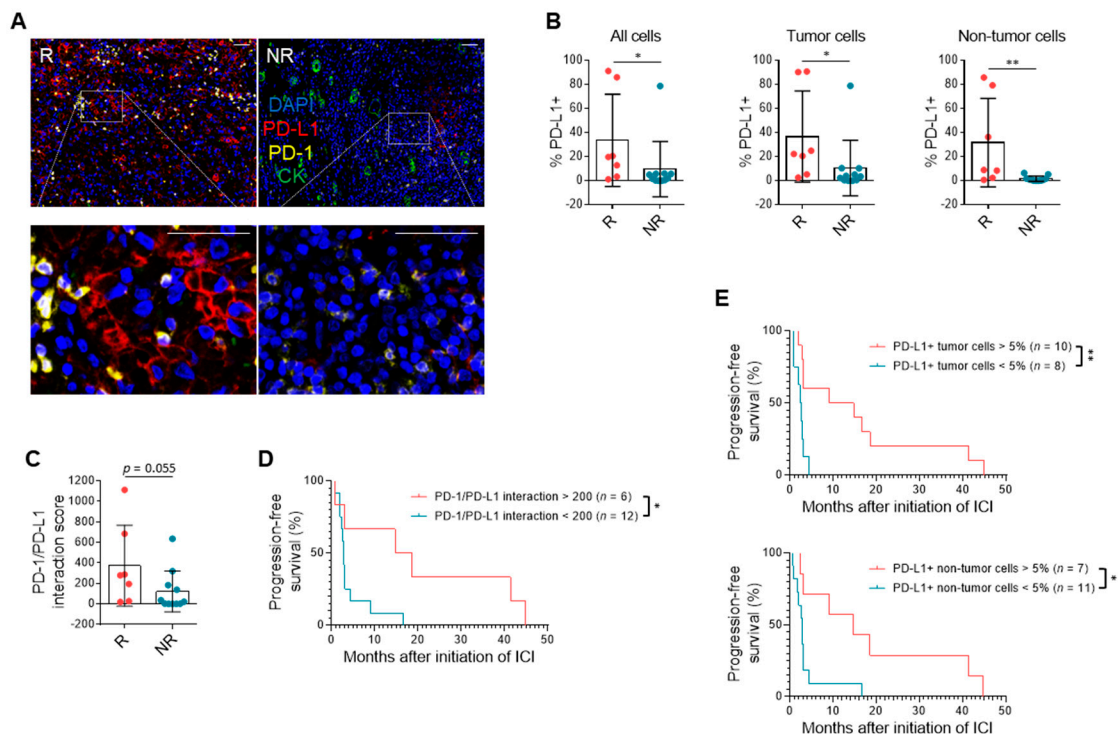 A
R
NR
DAPI
PD-L1
PD-1
CK
B
All cells
*
% PD-L1+
100
80
60
40
20
0
-20
R
NR
Tumor cells
*
% PD-L1+
100
80
60
40
20
0
-20
R
NR
Non-tumor cells
**
% PD-L1+
100
80
60
40
20
0
-20
R
NR
C
p = 0.055
PD-1/PD-L1
interaction score
1200
1000
800
600
400
200
0
-200
R
NR
D
Progression-free
survival (%)
100
50
0
PD-1/PD-L1 interaction > 200 (n = 6)
PD-1/PD-L1 interaction < 200 (n = 12)
*
0 10 20 30 40 50
Months after initiation of ICI
E
Progression-free
survival (%)
100
50
0
PD-L1+ tumor cells > 5% (n = 10)
PD-L1+ tumor cells < 5% (n = 8)
**
0 10 20 30 40 50
Months after initiation of ICI
Progression-free
survival (%)
100
50
0
PD-L1+ non-tumor cells > 5% (n = 7)
PD-L1+ non-tumor cells < 5% (n = 11)
*
0 10 20 30 40 50
Months after initiation of ICI